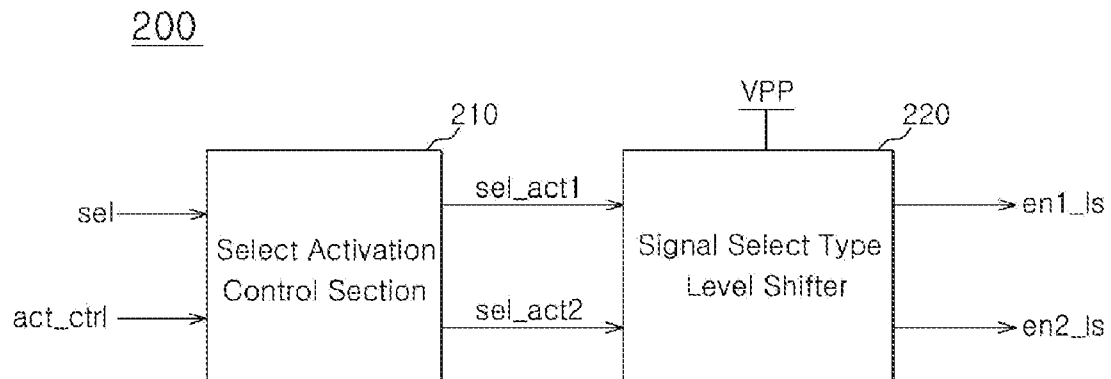 200
VPP
210
220
sel
sel_act1
en1_ls
Select Activation
Control Section
Signal Select Type
Level Shifter
act_ctrl
sel_act2
en2_ls